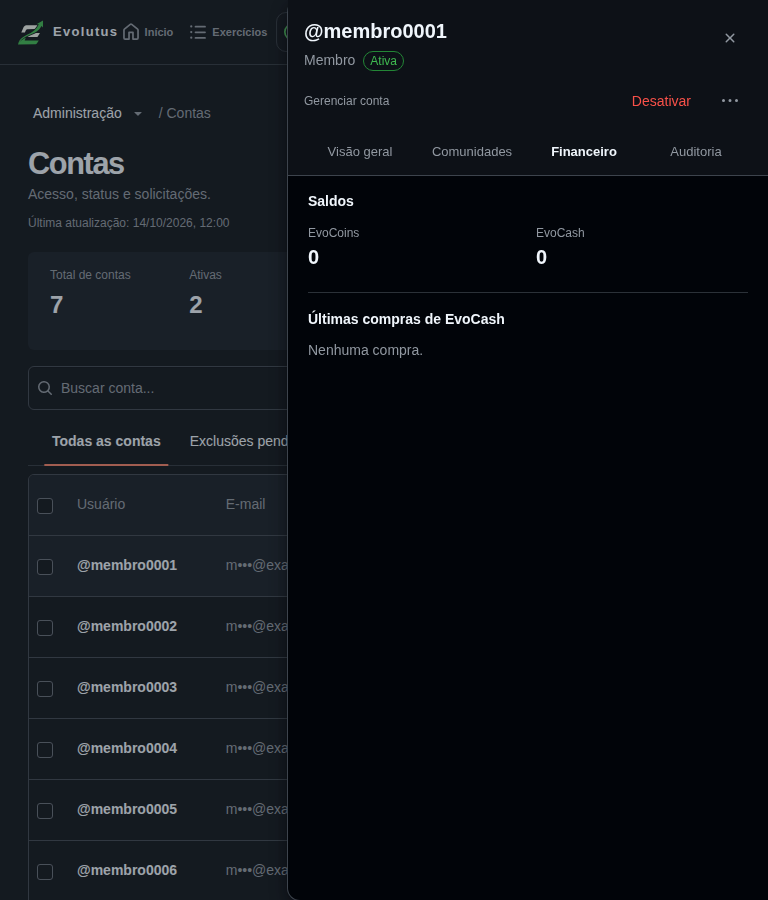 Evolutus
Início
Exercícios
Administração
/ Contas
Contas
Acesso, status e solicitações.
Última atualização: 14/10/2026, 12:00
Total de contas
Ativas
7
2
Buscar conta...
Todas as contas
Exclusões pend
Usuário
E-mail
@membro0001
m•••@exa
@membro0002
m•••@exa
@membro0003
m•••@exa
@membro0004
m•••@exa
@membro0005
m•••@exa
@membro0006
m•••@exa
@membro0001
Membro
Ativa
Gerenciar conta
Desativar
Visão geral
Comunidades
Financeiro
Auditoria
Saldos
EvoCoins
EvoCash
0
0
Últimas compras de EvoCash
Nenhuma compra.